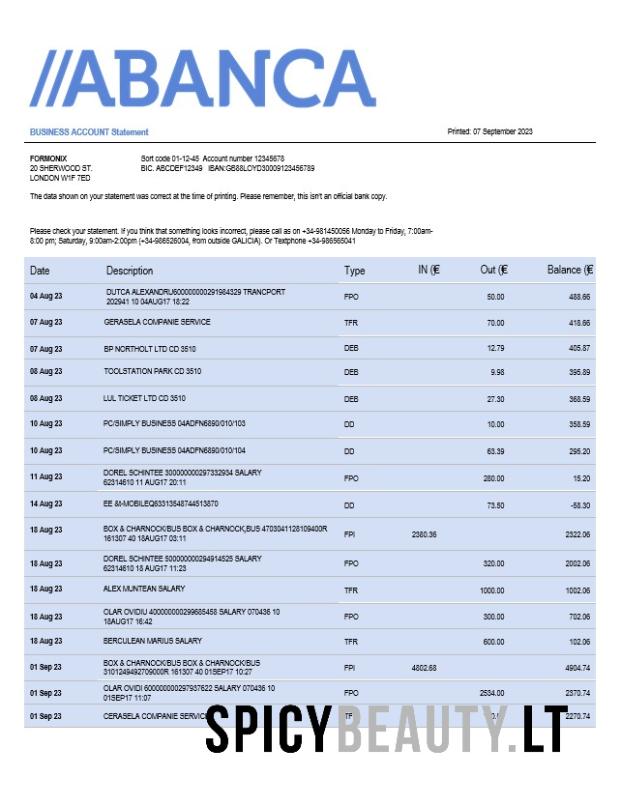 //ABANCA
BUSINESS ACCOUNT Statement Printed: 07 September 2023
FORMONIX Sort code 01-12-45 Account number 12345678
20 SHERWOOD ST. BIC. ABCDEF12349 IBAN:GB88LOYD30009123456789
LONDON W1F 7ED
The data shown on your statement was correct at the time of printing. Please remember, this isn't an official bank copy.
Please check your statement. If you think that something looks incorrect, please call as on +34-981450056 Monday to Friday, 7:00am-
8:00 pm; Saturday, 9:00am-2:00pm (+34-986526004, from outside GALICIA). Or Textphone +34-986565041
Date Description Type IN (€ Out (€ Balance (€
04 Aug 23 DUTCA ALEXANDRU600000000291984329 TRANCPORT
202941 10 04AUG17 18:22 FPO 50.00 488.66
07 Aug 23 GERASELA COMPANIE SERVICE TFR 70.00 418.66
07 Aug 23 BP NORTHOLT LTD CD 3510 DEB 12.79 405.87
08 Aug 23 TOOLSTATION PARK CD 3510 DEB 9.98 395.89
08 Aug 23 LUL TICKET LTD CD 3510 DEB 27.30 368.59
10 Aug 23 PC/SIMPLY BUSINESS 04ADFN6890/010/103 DD 10.00 358.59
10 Aug 23 PC/SIMPLY BUSINESS 04ADFN6890/010/104 DD 63.39 295.20
11 Aug 23 DOREL SCHINTEE 300000000297332934 SALARY
62314610 11 AUG17 20:11 FPO 280.00 15.20
14 Aug 23 EE &t-MOBILEQ63313548744513870 DD 73.50 -58.30
18 Aug 23 BOX & CHARNOCK/BUS BOX & CHARNOCK,BUS 4703041128109400R
161307 40 18AUG17 03:11 FPI 2380.36 2322.06
18 Aug 23 DOREL SCHINTEE 500000000294914525 SALARY
62314610 18 AUG17 11:23 FPO 320.00 2002.06
18 Aug 23 ALEX MUNTEAN SALARY TFR 1000.00 1002.06
18 Aug 23 OLAR OVIDIU 400000000299685458 SALARY 070436 10
18AUG17 16:42 FPO 300.00 702.06
18 Aug 23 SERCULEAN MARIUS SALARY TFR 600.00 102.06
01 Sep 23 BOX & CHARNOCK/BUS BOX & CHARNOCK/BUS
3101249492709000R 161307 40 01SEP17 10:27 FPI 4802.68 4904.74
01 Sep 23 OLAR OVIDI 600000000297937622 SALARY 070436 10
01SEP17 11:07 FPO 2534.00 2370.74
01 Sep 23 CERASELA COMPANIE 2270.74
SPICYBEAUTY.LT